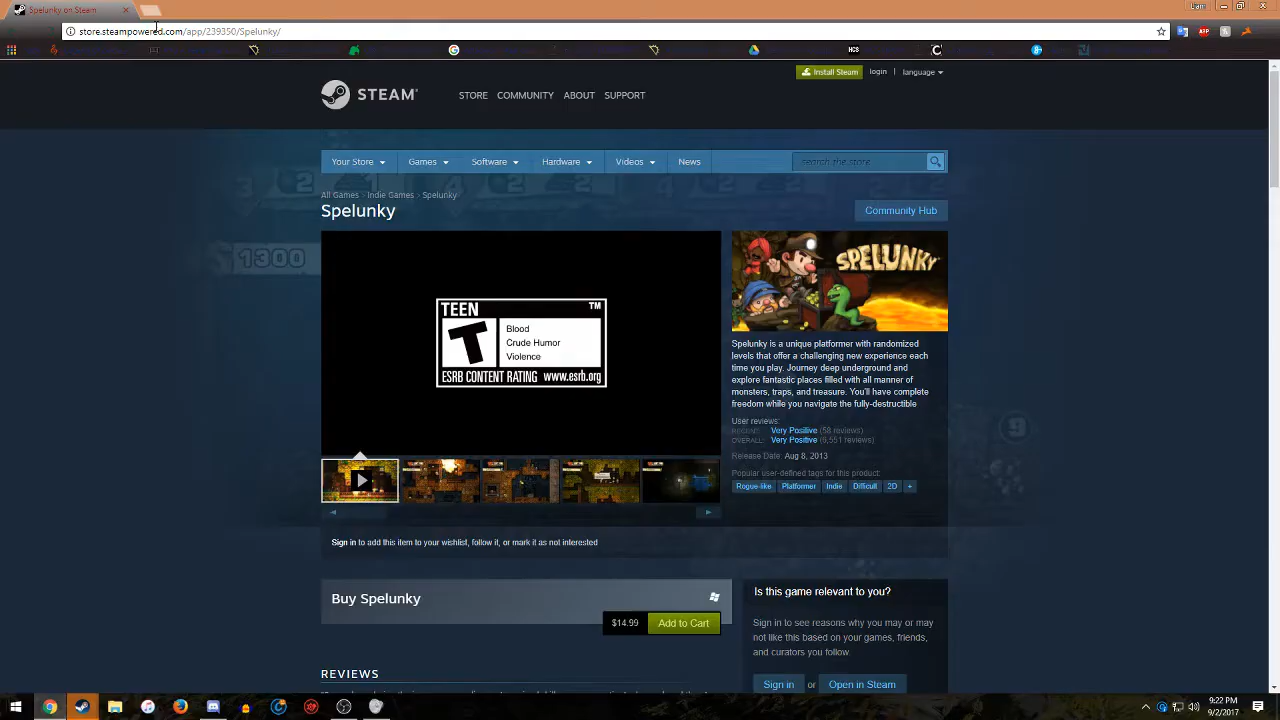 Spelunky on Steam
Liam
store.steampowered.com/app/239350/Spelunky/
ABP
HCS
Install Steam
login
language
STEAM
STORE
COMMUNITY
ABOUT
SUPPORT
Your Store
Games
Software
Hardware
Videos
News
search the store
All Games > Indie Games > Spelunky
Spelunky
Community Hub
1300
TEEN
T
Blood
Crude Humor
Violence
ESRB CONTENT RATING www.esrb.org
SPELUNKY
Spelunky is a unique platformer with randomized
levels that offer a challenging new experience each
time you play. Journey deep underground and
explore fantastic places filled with all manner of
monsters, traps, and treasure. You'll have complete
freedom while you navigate the fully-destructible
User reviews:
RECENT: Very Positive (58 reviews)
OVERALL: Very Positive (6,551 reviews)
Release Date: Aug 8, 2013
Popular user-defined tags for this product:
Rogue-like
Platformer
Indie
Difficult
2D
+
Sign in to add this item to your wishlist, follow it, or mark it as not interested
Buy Spelunky
$14.99
Add to Cart
Is this game relevant to you?
Sign in to see reasons why you may or
may not like this based on your games, friends,
and curators you follow.
Sign in or Open in Steam
REVIEWS
9:22 PM
9/2/2017